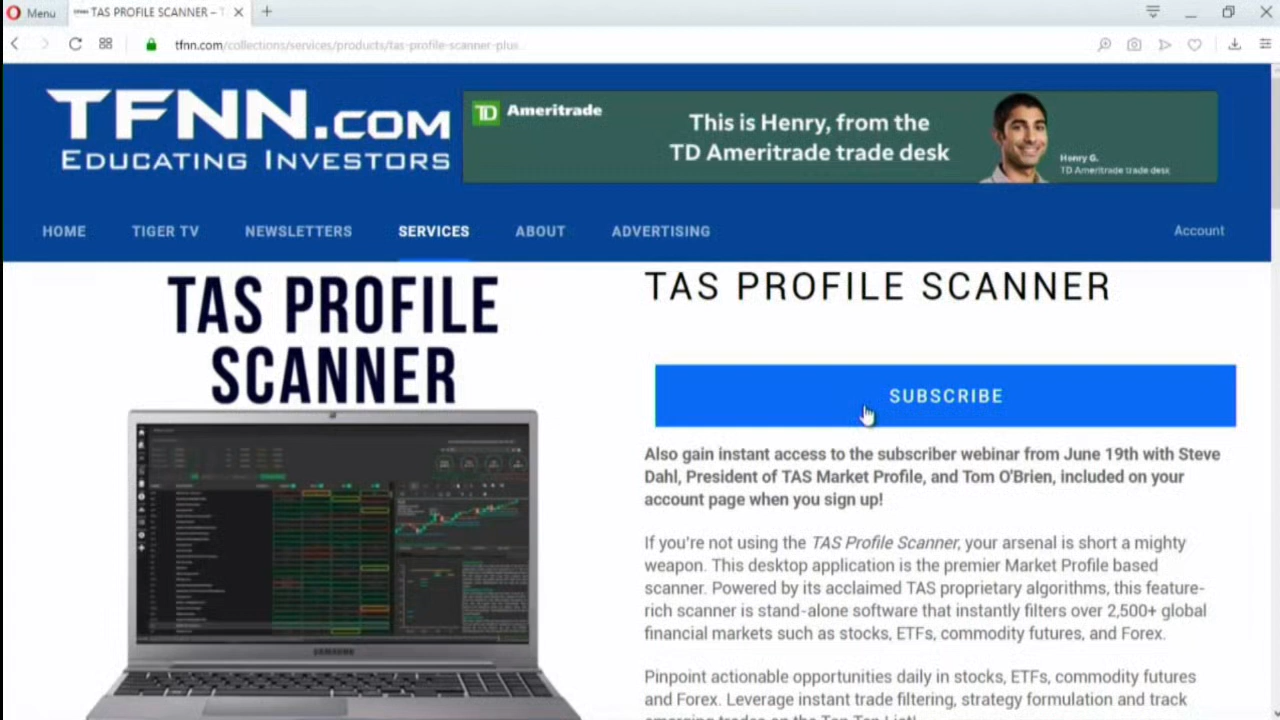 Menu
TAS PROFILE SCANNER – T
tfnn.com/collections/services/products/tas-profile-scanner-plus
TFNN.COM
EDUCATING INVESTORS
TD Ameritrade
This is Henry, from the
TD Ameritrade trade desk
Henry G.
TD Ameritrade trade desk
HOME TIGER TV NEWSLETTERS SERVICES ABOUT ADVERTISING Account
TAS PROFILE
SCANNER
SAMSUNG
TAS PROFILE SCANNER
SUBSCRIBE
Also gain instant access to the subscriber webinar from June 19th with Steve
Dahl, President of TAS Market Profile, and Tom O'Brien, included on your
account page when you sign up!
If you're not using the TAS Profile Scanner, your arsenal is short a mighty
weapon. This desktop application is the premier Market Profile based
scanner. Powered by its acclaimed TAS proprietary algorithms, this feature-
rich scanner is stand-alone software that instantly filters over 2,500+ global
financial markets such as stocks, ETFs, commodity futures, and Forex.
Pinpoint actionable opportunities daily in stocks, ETFs, commodity futures
and Forex. Leverage instant trade filtering, strategy formulation and track
emerging trades on the Top Ten List!